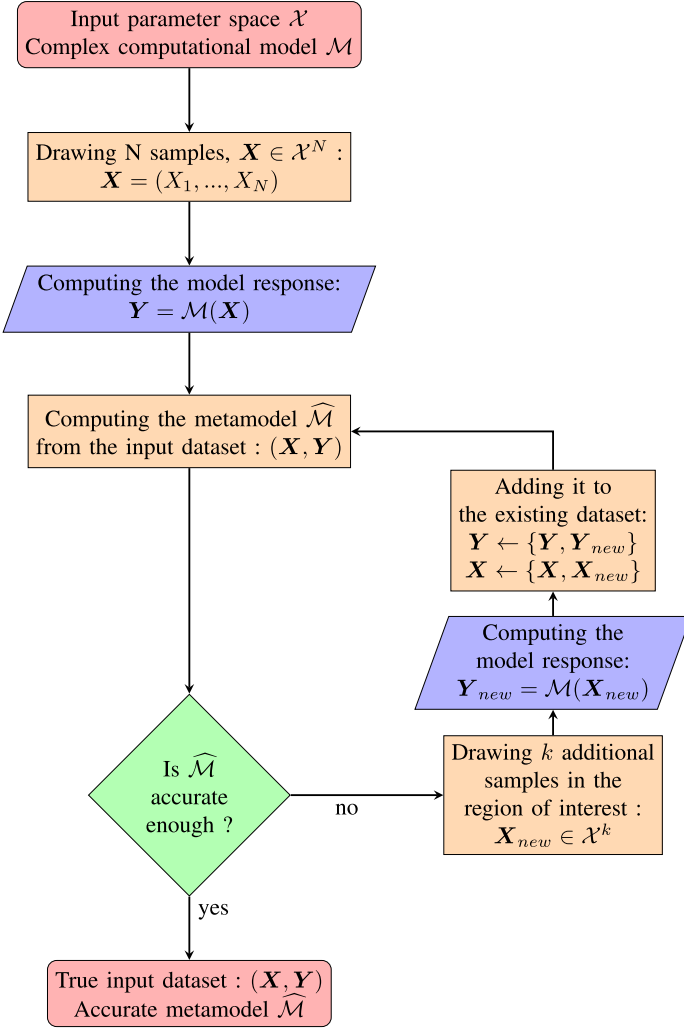 Input parameter space 𝒳
Complex computational model ℳ
Drawing N samples, 𝑿 ∈ 𝒳^N :
𝑿 = (X₁, ..., X_N)
Computing the model response:
𝒀 = ℳ(𝑿)
Computing the metamodel ℳ̂
from the input dataset : (𝑿, 𝒀)
Adding it to
the existing dataset:
𝒀 ← {𝒀, 𝒀_new}
𝑿 ← {𝑿, 𝑿_new}
Computing the
model response:
𝒀_new = ℳ(𝑿_new)
Is ℳ̂
accurate
enough ?
no
Drawing k additional
samples in the
region of interest :
𝑿_new ∈ 𝒳^k
yes
True input dataset : (𝑿, 𝒀)
Accurate metamodel ℳ̂